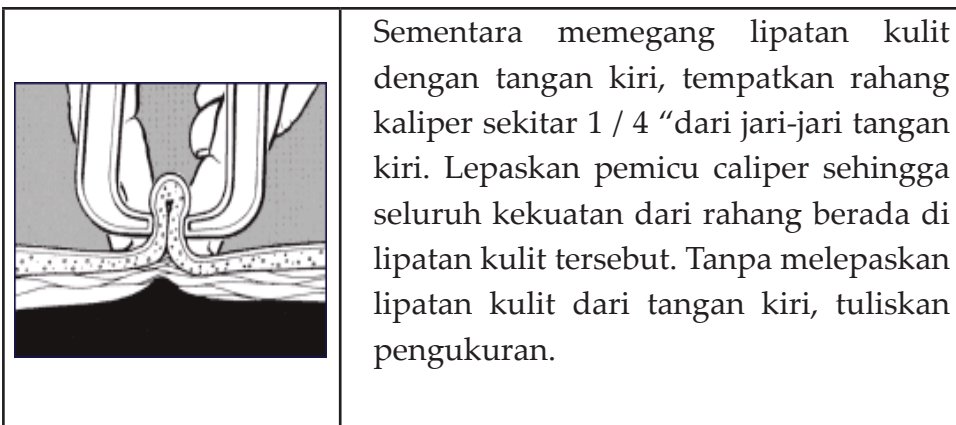 Sementara memegang lipatan kulit
dengan tangan kiri, tempatkan rahang
kaliper sekitar 1 / 4 “dari jari-jari tangan
kiri. Lepaskan pemicu caliper sehingga
seluruh kekuatan dari rahang berada di
lipatan kulit tersebut. Tanpa melepaskan
lipatan kulit dari tangan kiri, tuliskan
pengukuran.